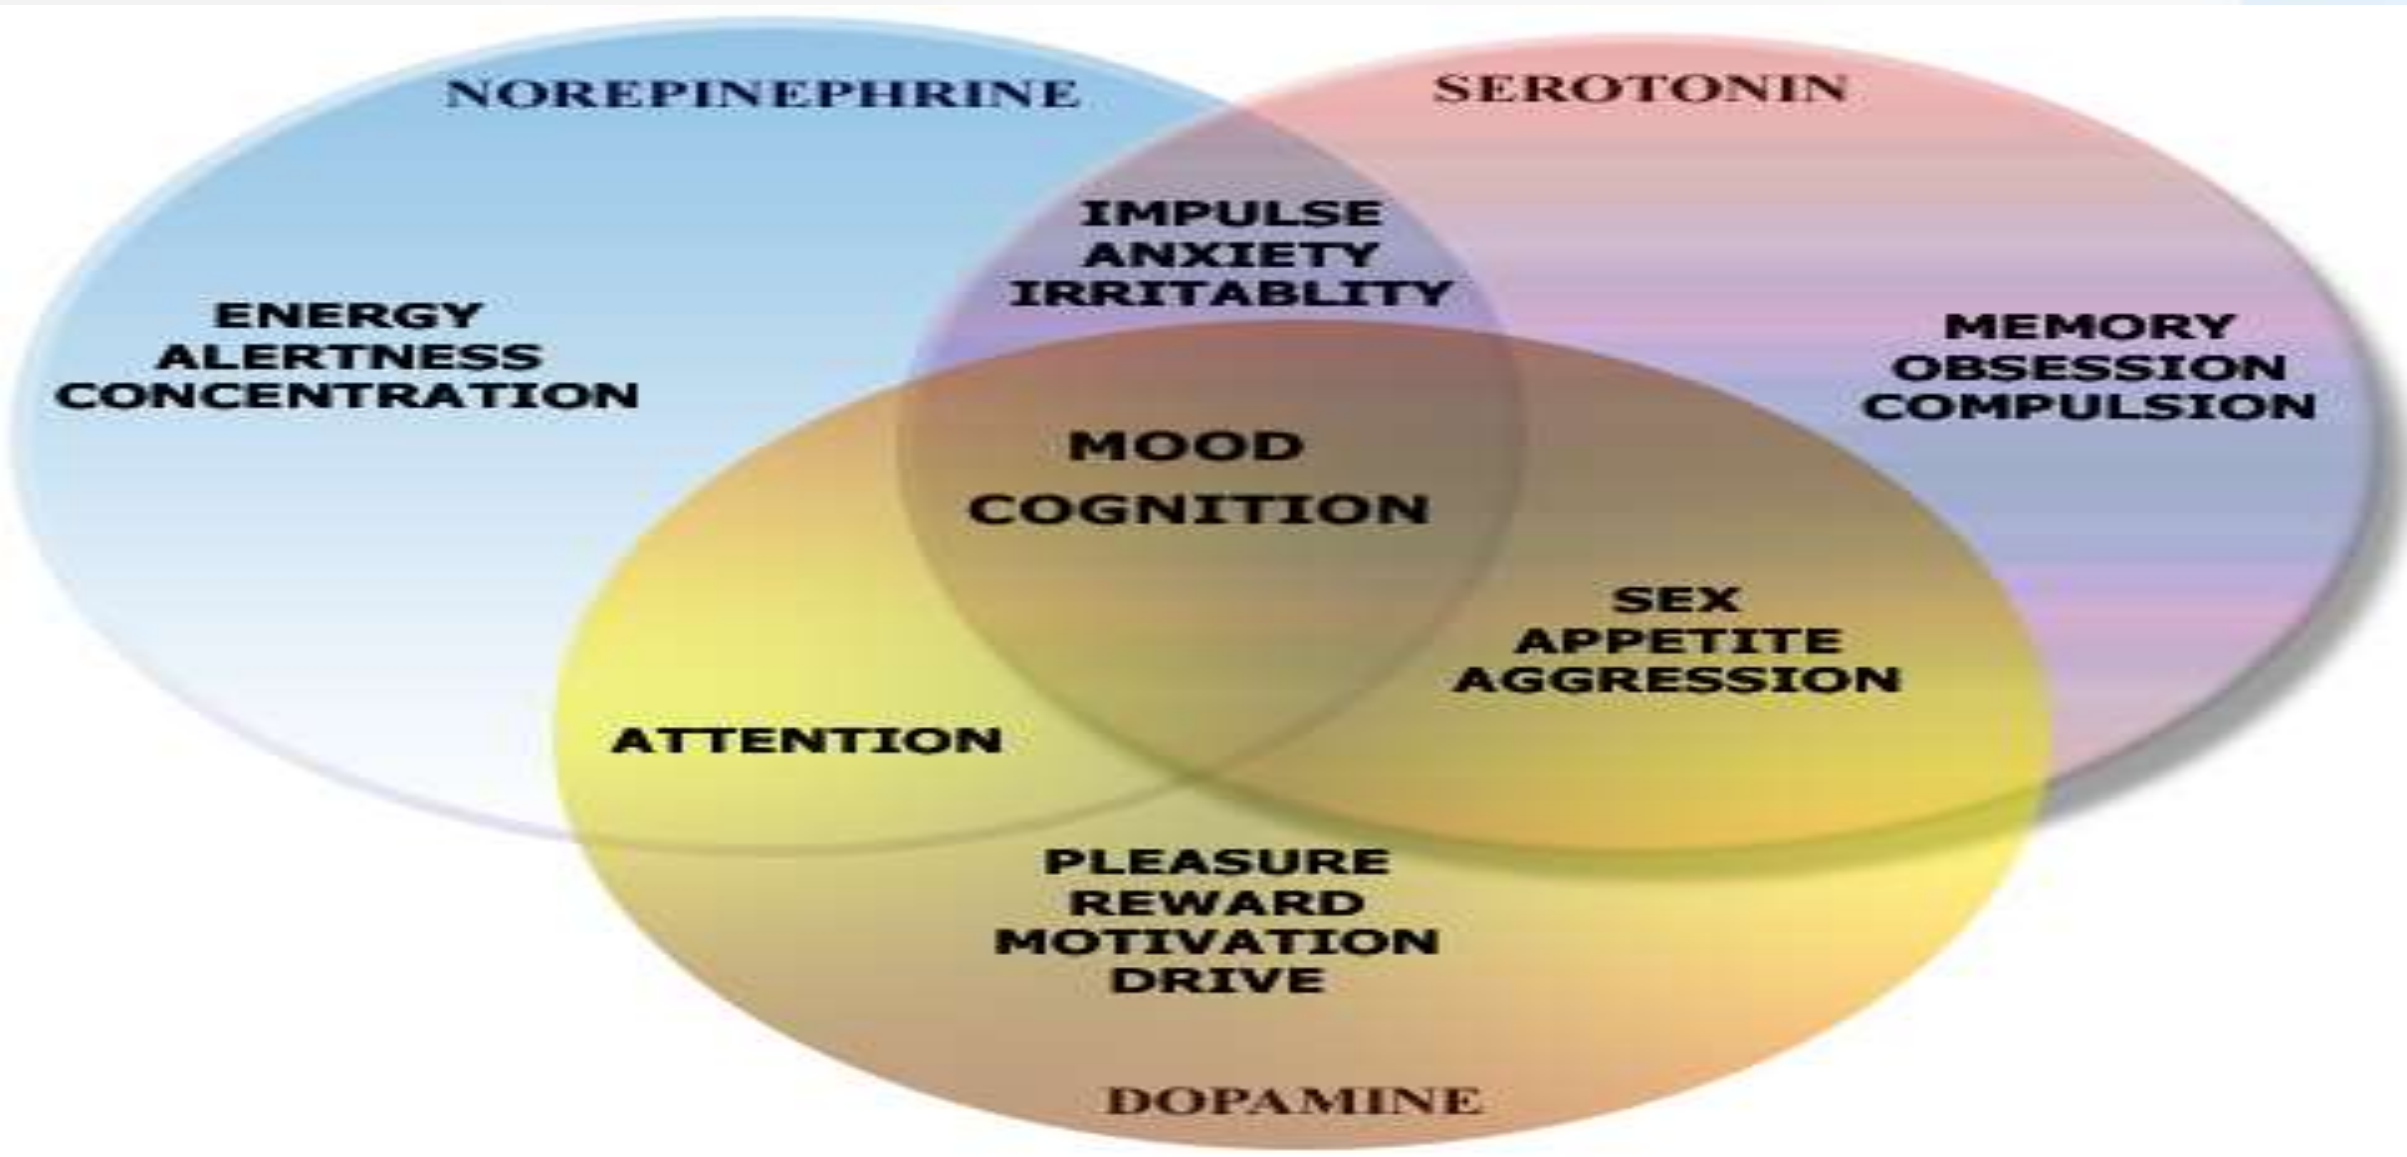 NOREPINEPHRINE
SEROTONIN
IMPULSE
ANXIETY
IRRITABLITY
ENERGY
ALERTNESS
CONCENTRATION
MEMORY
OBSESSION
COMPULSION
MOOD
COGNITION
SEX
APPETITE
AGGRESSION
ATTENTION
PLEASURE
REWARD
MOTIVATION
DRIVE
DOPAMINE